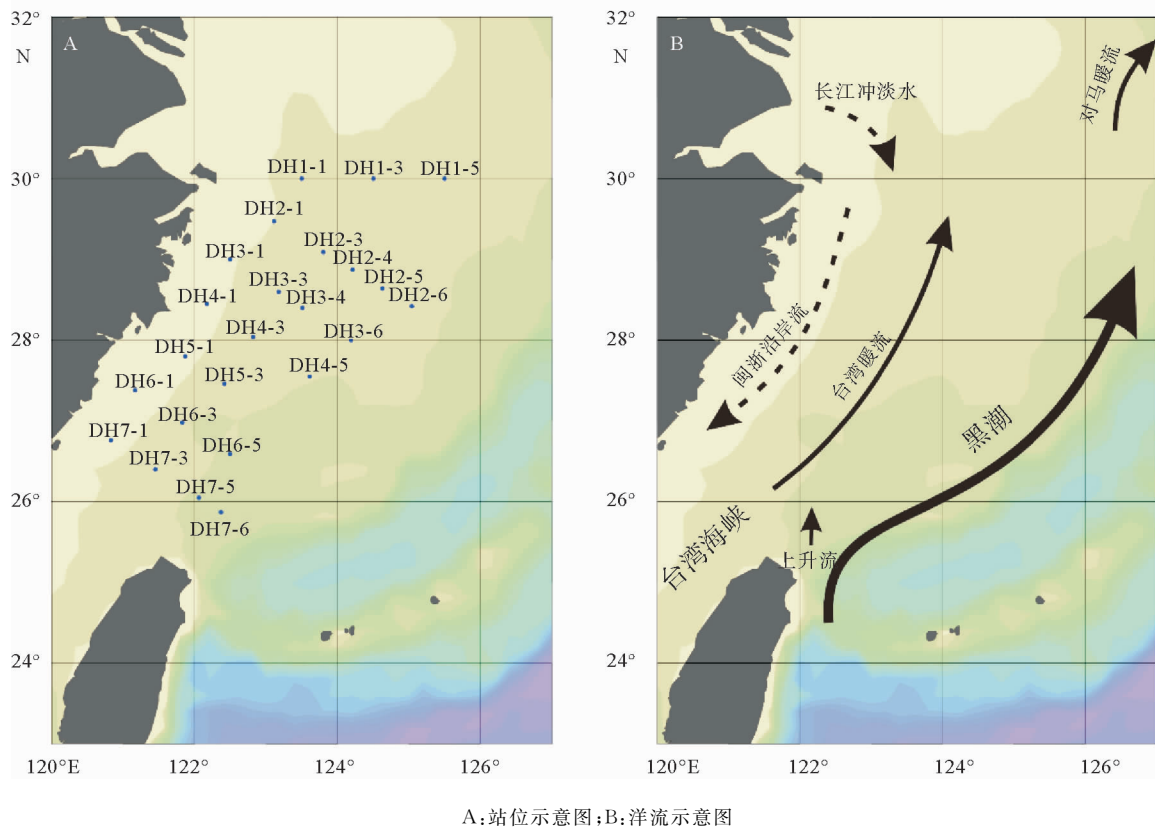 A
32°
N
30°
28°
26°
24°
120°E
122°
124°
126°
DH1-1
DH1-3
DH1-5
DH2-1
DH2-3
DH2-4
DH2-5
DH2-6
DH3-1
DH3-3
DH3-4
DH3-6
DH4-1
DH4-3
DH4-5
DH5-1
DH5-3
DH6-1
DH6-3
DH6-5
DH7-1
DH7-3
DH7-5
DH7-6
B
32°
N
30°
28°
26°
24°
120°E
122°
124°
126°
长江冲淡水
对马暖流
闽浙沿岸流
台湾暖流
黑潮
台湾海峡
上升流
A:站位示意图;B:洋流示意图